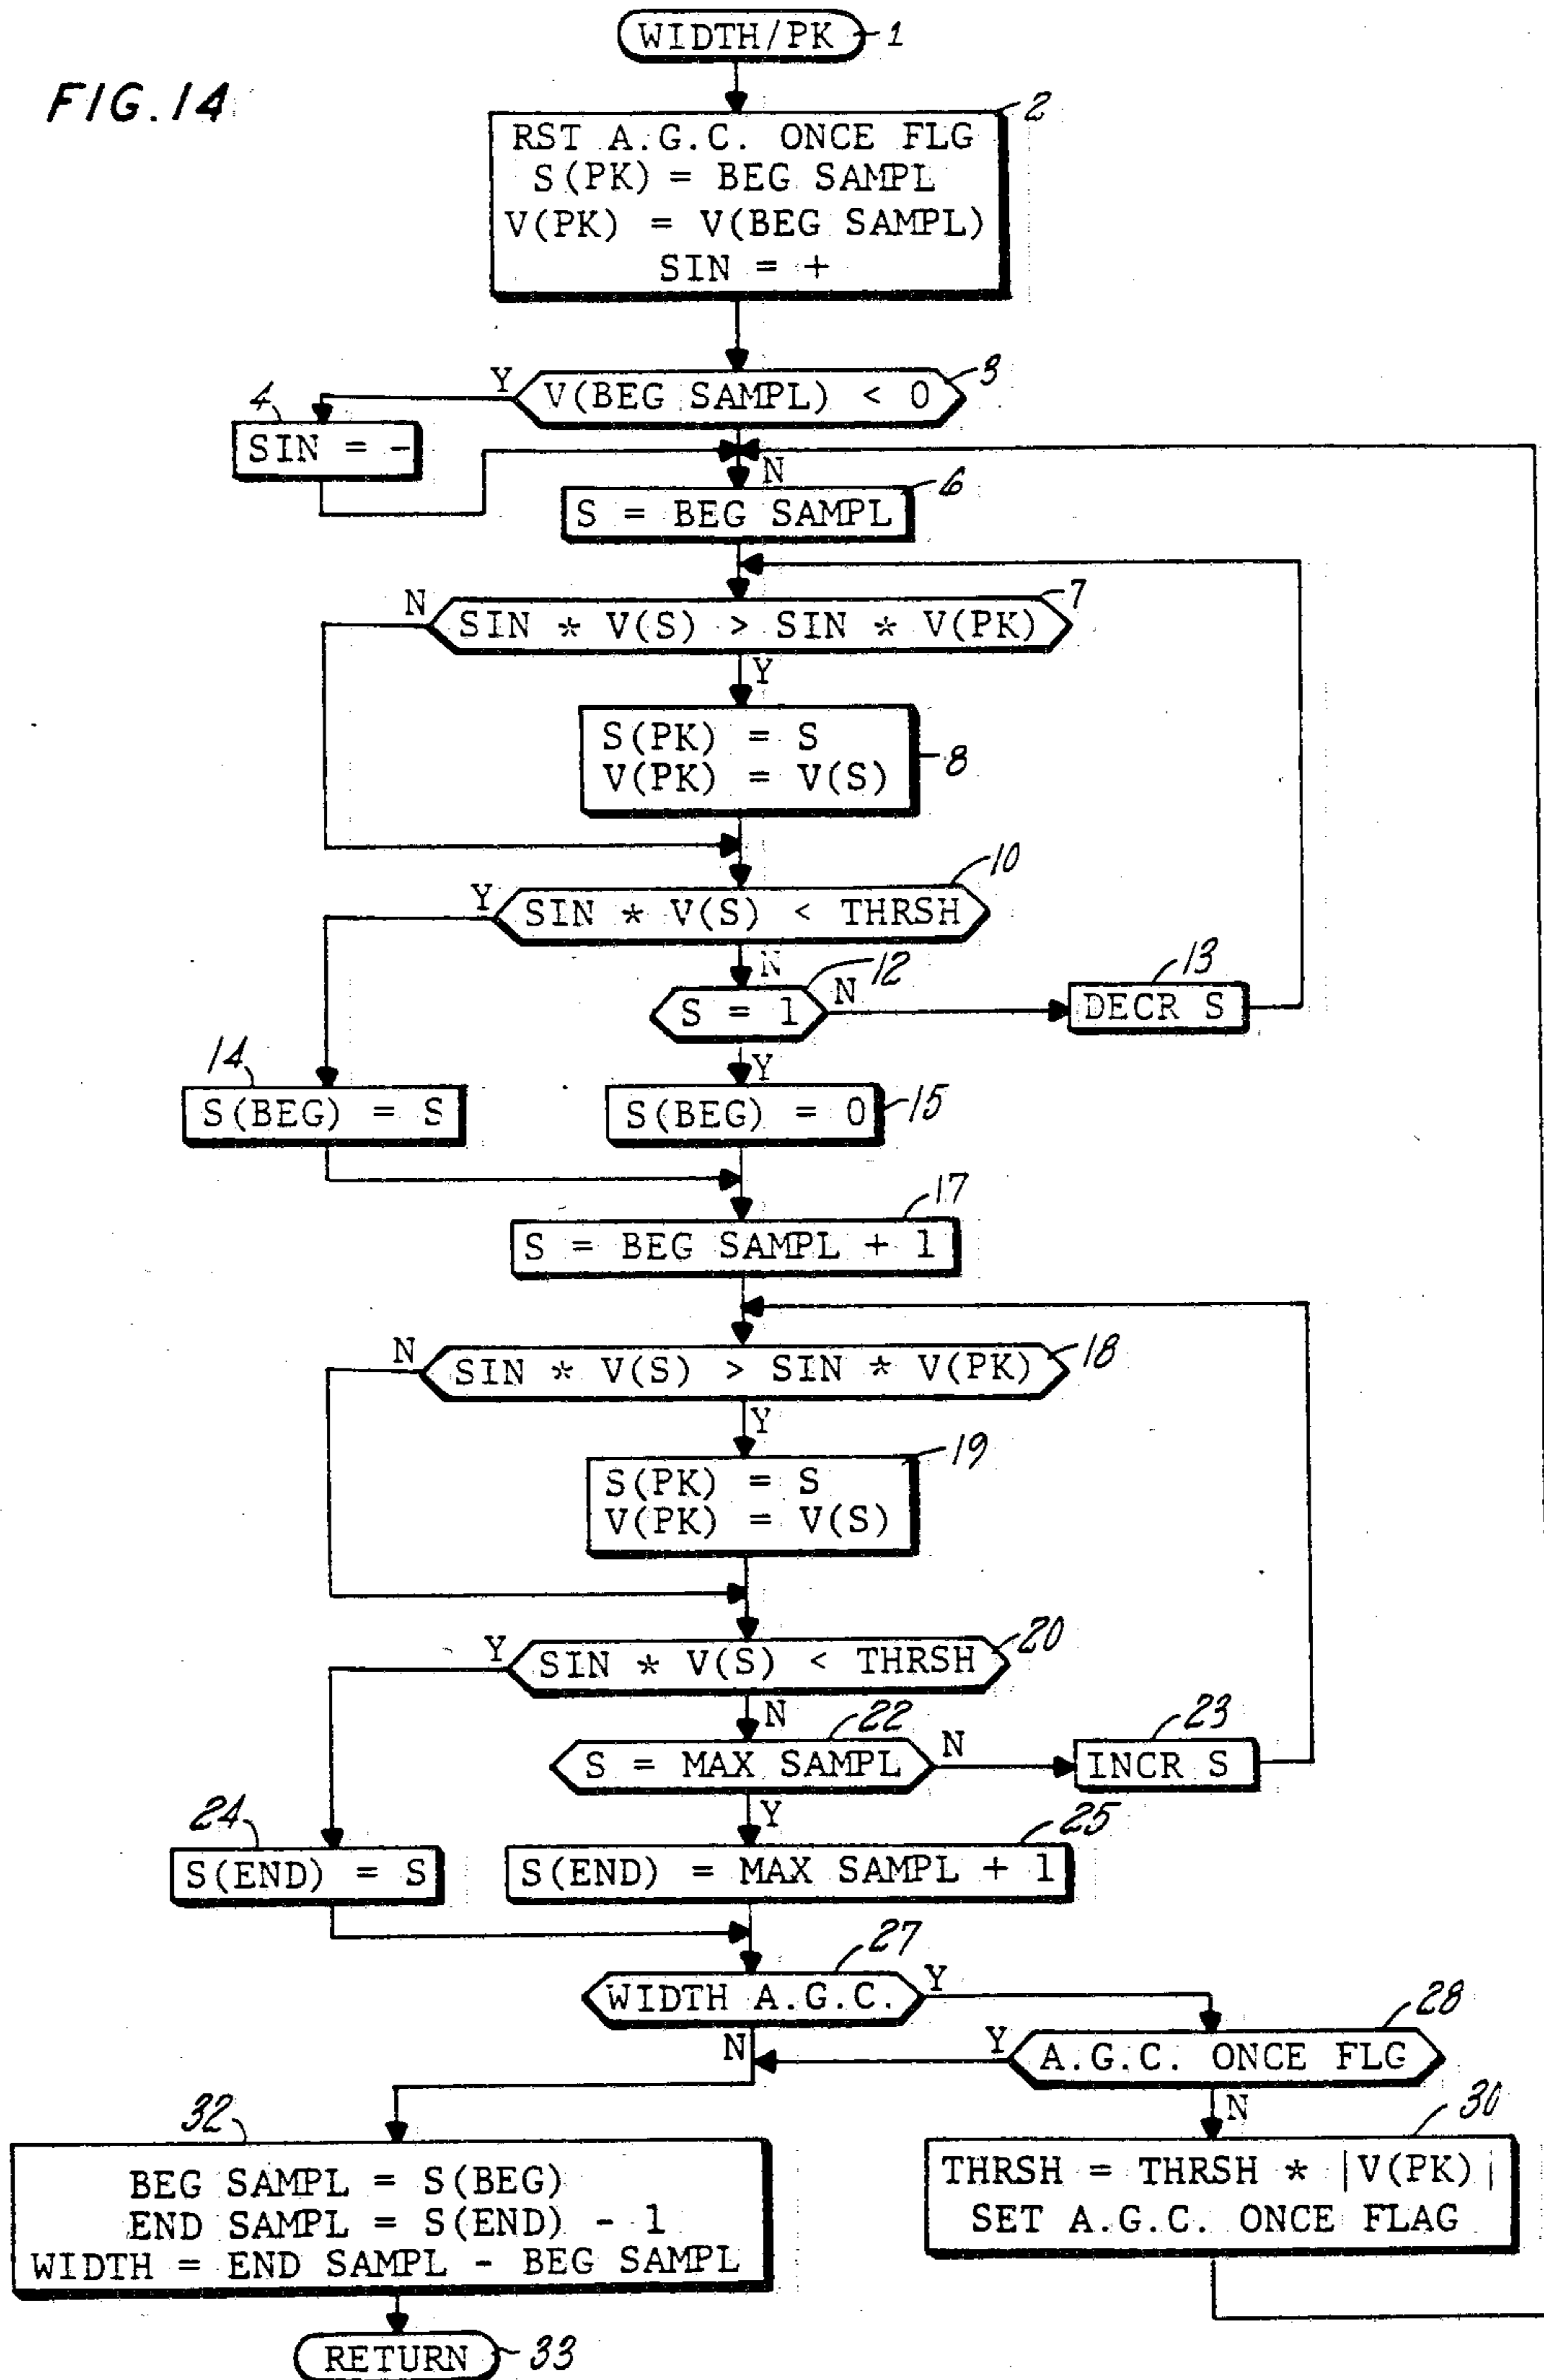 WIDTH/PK 1
FIG. 14
2
RST A.G.C. ONCE FLG
S(PK) = BEG SAMPL
V(PK) = V(BEG SAMPL)
SIN = +
Y V(BEG SAMPL) < 0 3
4
SIN = -
N
6
S = BEG SAMPL
N SIN * V(S) > SIN * V(PK) 7
Y
S(PK) = S
V(PK) = V(S)
8
10
Y SIN * V(S) < THRSH
N 12
S = 1 N
13
DECR S
14
Y
S(BEG) = S
S(BEG) = 0 15
17
S = BEG SAMPL + 1
N SIN * V(S) > SIN * V(PK) 18
Y
19
S(PK) = S
V(PK) = V(S)
Y SIN * V(S) < THRSH 20
N 22
S = MAX SAMPL N
23
INCR S
24
Y
25
S(END) = S
S(END) = MAX SAMPL + 1
27
WIDTH A.G.C. Y
28
N
Y A.G.C. ONCE FLG
N
30
32
THRSH = THRSH * |V(PK)|
SET A.G.C. ONCE FLAG
BEG SAMPL = S(BEG)
END SAMPL = S(END) - 1
WIDTH = END SAMPL - BEG SAMPL
RETURN 33